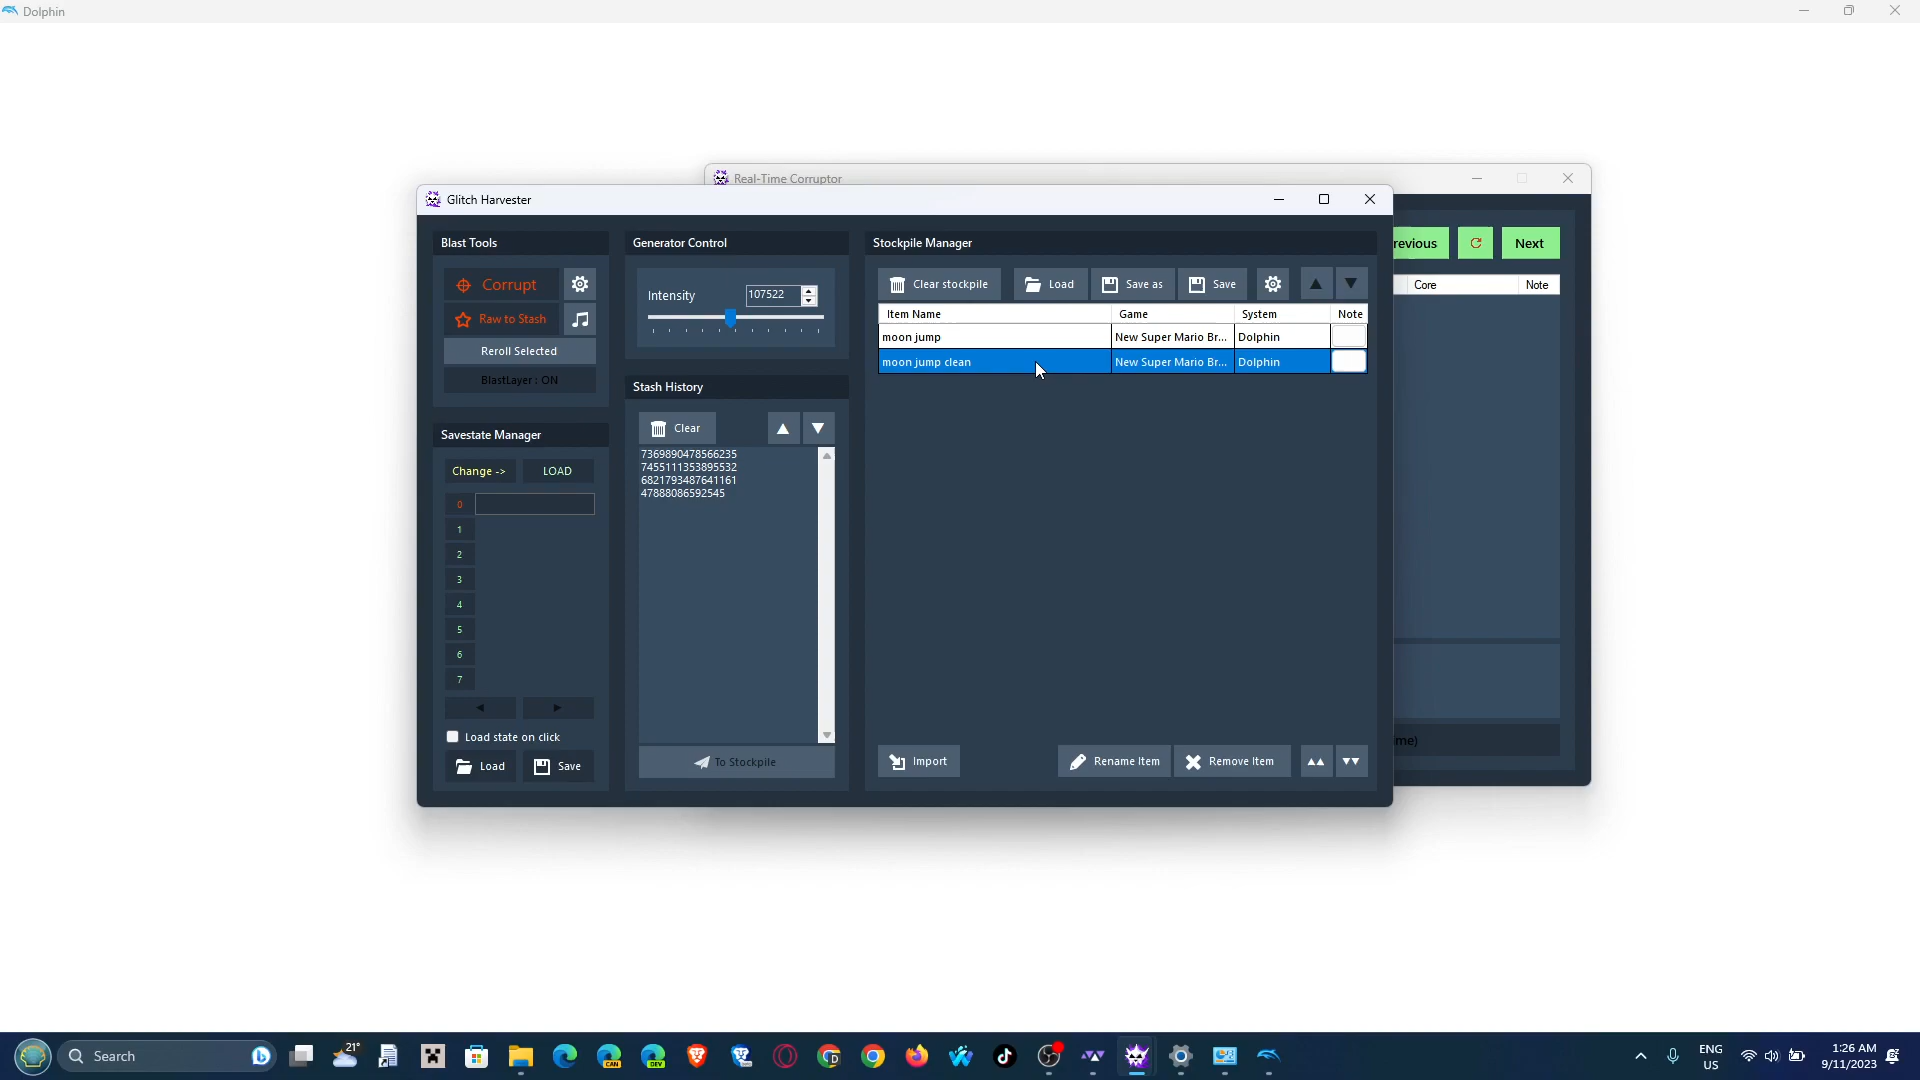 Dolphin
Real-Time Corruptor
Glitch Harvester
revious
Next
Core
Note
ime)
Blast Tools
Corrupt
Raw to Stash
Reroll Selected
BlastLayer : ON
Savestate Manager
Change ->
LOAD
0
1
2
3
4
5
6
7
Load state on click
Load
Save
Generator Control
Intensity
107522
Stash History
Clear
7369890478566235
7455111353895532
6821793487641161
47888086592545
To Stockpile
Stockpile Manager
Clear stockpile
Load
Save as
Save
Item Name Game System Note
moon jump New Super Mario Br... Dolphin
moon jump clean New Super Mario Br... Dolphin
Import
Rename Item
Remove Item
Search
21°
CAN
DEV
D
ENG
US
1:26 AM
9/11/2023